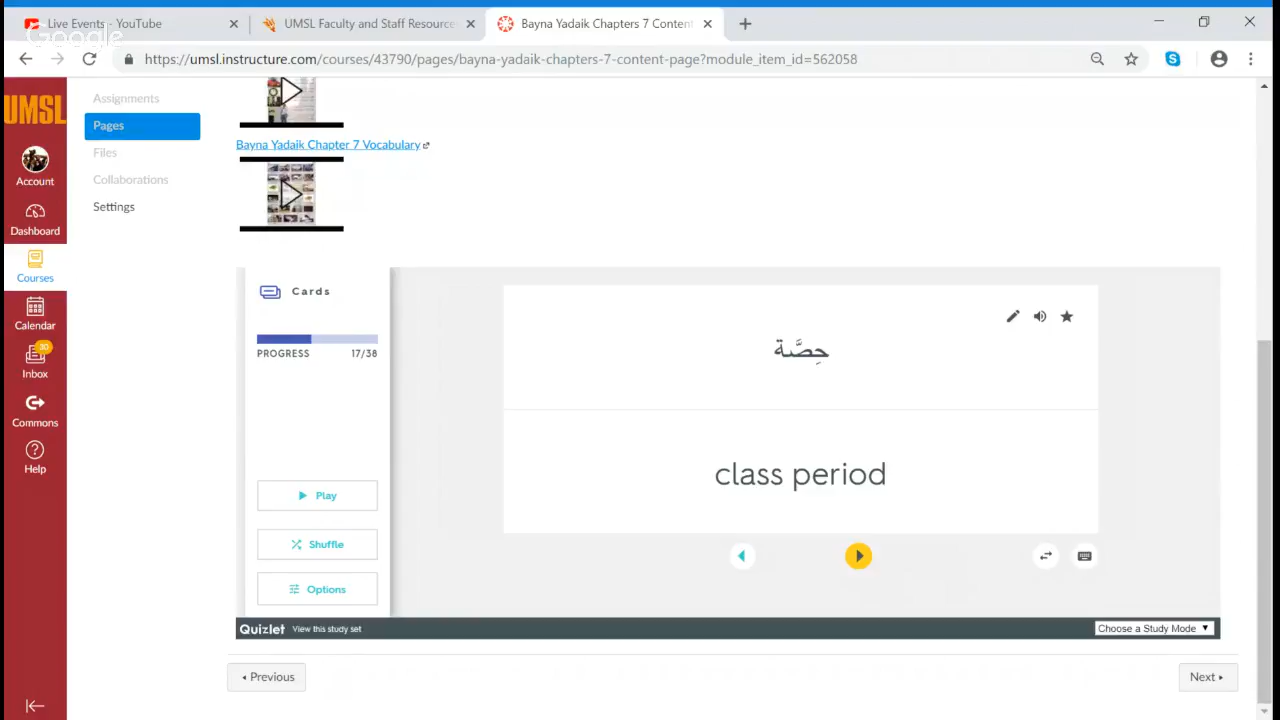 Live Events - YouTube
UMSL Faculty and Staff Resource
Bayna Yadaik Chapters 7 Content
Google
https://umsl.instructure.com/courses/43790/pages/bayna-yadaik-chapters-7-content-page?module_item_id=562058
UMSL
Account
Dashboard
Courses
Calendar
30
Inbox
Commons
Help
Assignments
Pages
Files
Collaborations
Settings
Bayna Yadaik Chapter 7 Vocabulary
Cards
PROGRESS 17/38
Play
Shuffle
Options
حِصَّة
class period
Quizlet View this study set
Choose a Study Mode
Previous
Next